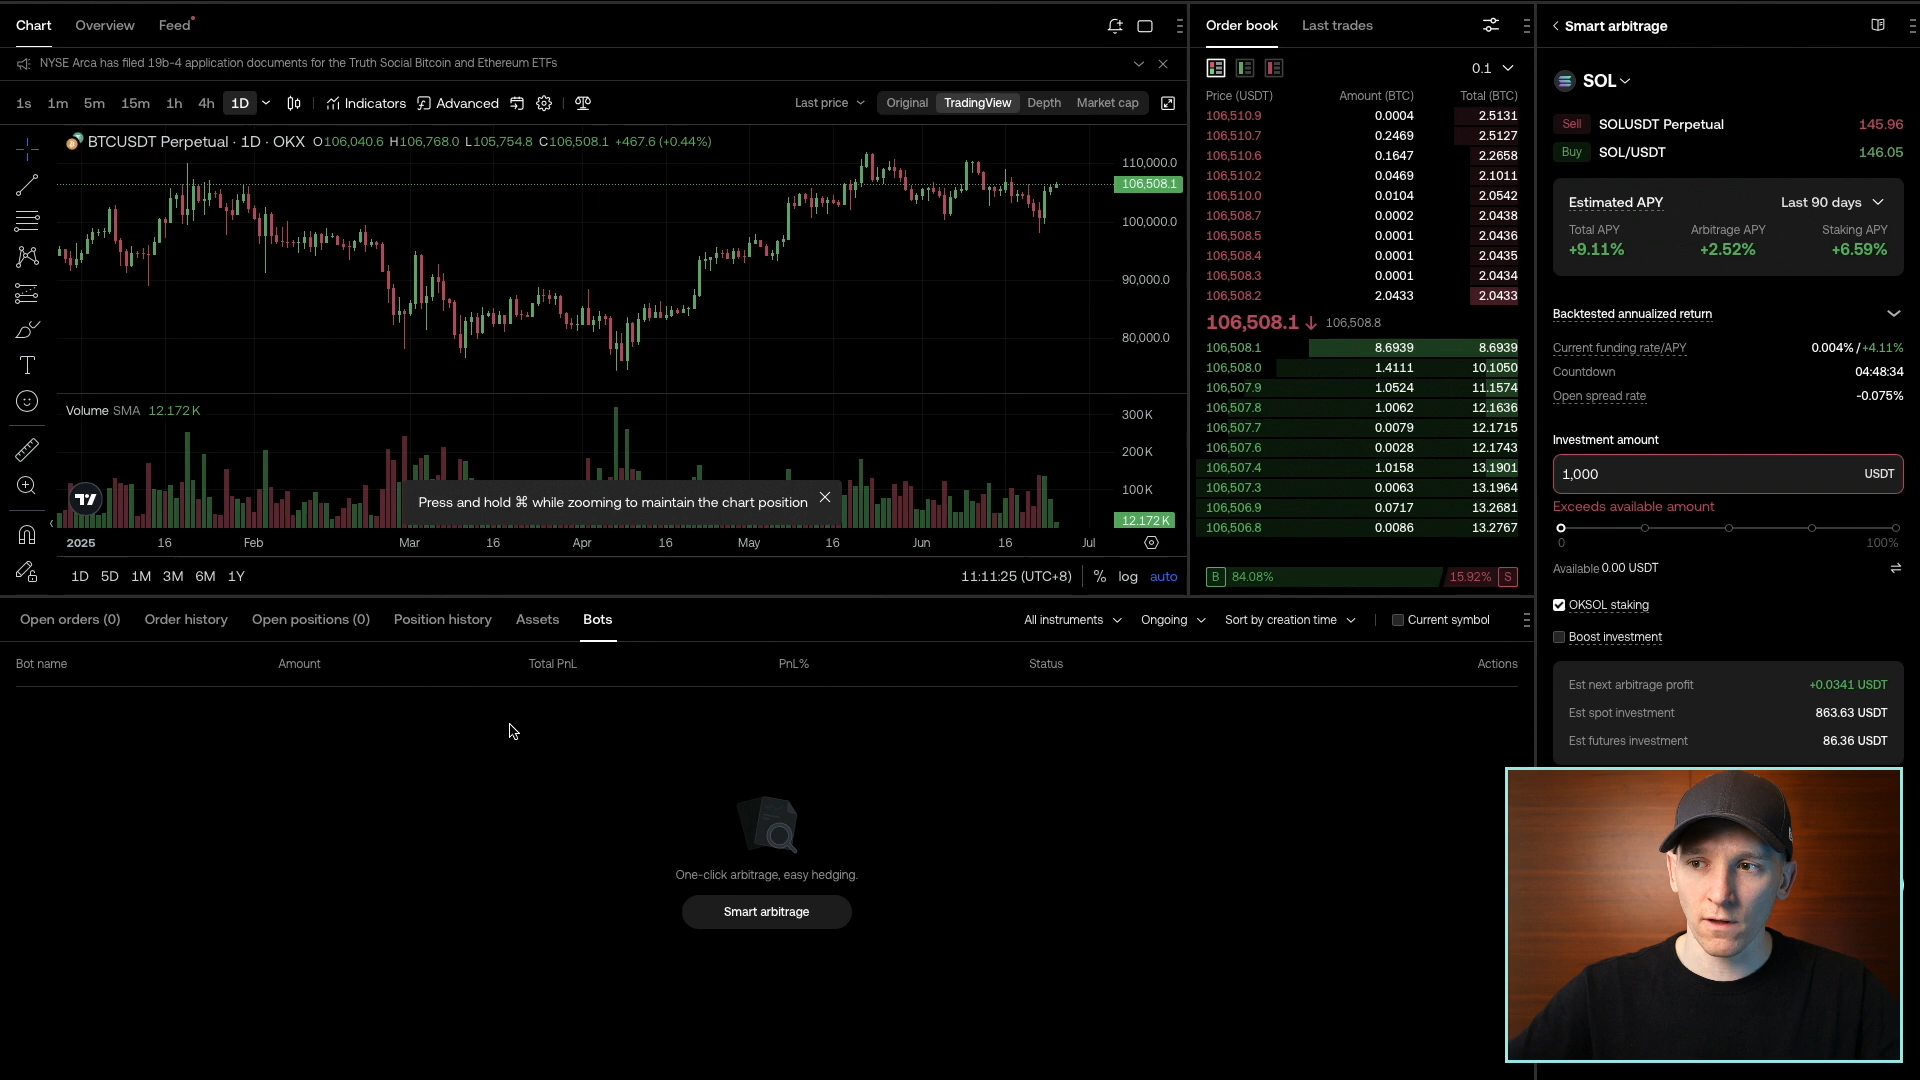 Chart Overview Feed
NYSE Arca has filed 19b-4 application documents for the Truth Social Bitcoin and Ethereum ETFs
1s 1m 5m 15m 1h 4h 1D Indicators Advanced Last price Original TradingView Depth Market cap
BTCUSDT Perpetual · 1D · OKX O106,040.6 H106,768.0 L105,754.8 C106,508.1 +467.6 (+0.44%)
110,000.0
106,508.1
100,000.0
90,000.0
80,000.0
Volume SMA 12.172K
300K
200K
100K
12.172K
Press and hold ⌘ while zooming to maintain the chart position
2025 16 Feb Mar 16 Apr 16 May 16 Jun 16 Jul
1D 5D 1M 3M 6M 1Y 11:11:25 (UTC+8) % log auto
Order book Last trades
0.1
Price (USDT) Amount (BTC) Total (BTC)
106,510.9 0.0004 2.5131
106,510.7 0.2469 2.5127
106,510.6 0.1647 2.2658
106,510.2 0.0469 2.1011
106,510.0 0.0104 2.0542
106,508.7 0.0002 2.0438
106,508.5 0.0001 2.0436
106,508.4 0.0001 2.0435
106,508.3 0.0001 2.0434
106,508.2 2.0433 2.0433
106,508.1 ↓ 106,508.8
106,508.1 8.6939 8.6939
106,508.0 1.4111 10.1050
106,507.9 1.0524 11.1574
106,507.8 1.0062 12.1636
106,507.7 0.0079 12.1715
106,507.6 0.0028 12.1743
106,507.4 1.0158 13.1901
106,507.3 0.0063 13.1964
106,506.9 0.0717 13.2681
106,506.8 0.0086 13.2767
B 84.08% 15.92% S
Smart arbitrage
SOL
Sell SOLUSDT Perpetual 145.96
Buy SOL/USDT 146.05
Estimated APY Last 90 days
Total APY Arbitrage APY Staking APY
+9.11% +2.52% +6.59%
Backtested annualized return
Current funding rate/APY 0.004% / +4.11%
Countdown 04:48:34
Open spread rate -0.075%
Investment amount
1,000 USDT
Exceeds available amount
0 100%
Available 0.00 USDT
OKSOL staking
Boost investment
Est next arbitrage profit +0.0341 USDT
Est spot investment 863.63 USDT
Est futures investment 86.36 USDT
Open orders (0) Order history Open positions (0) Position history Assets Bots All instruments Ongoing Sort by creation time Current symbol
Bot name Amount Total PnL PnL% Status Actions
One-click arbitrage, easy hedging.
Smart arbitrage